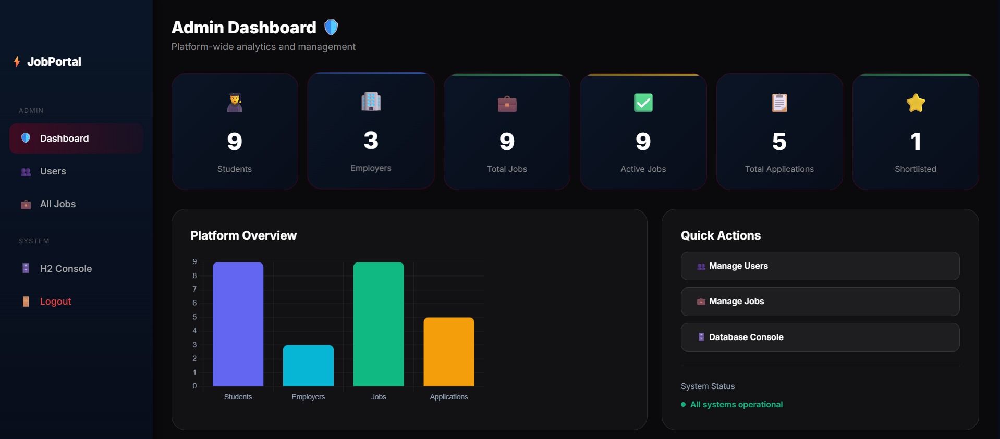 JobPortal
ADMIN
Dashboard
Users
All Jobs
SYSTEM
H2 Console
Logout
Admin Dashboard
Platform-wide analytics and management
9
Students
3
Employers
9
Total Jobs
9
Active Jobs
5
Total Applications
1
Shortlisted
Platform Overview
9
8
7
6
5
4
3
2
1
0
Students Employers Jobs Applications
Quick Actions
Manage Users
Manage Jobs
Database Console
System Status
All systems operational